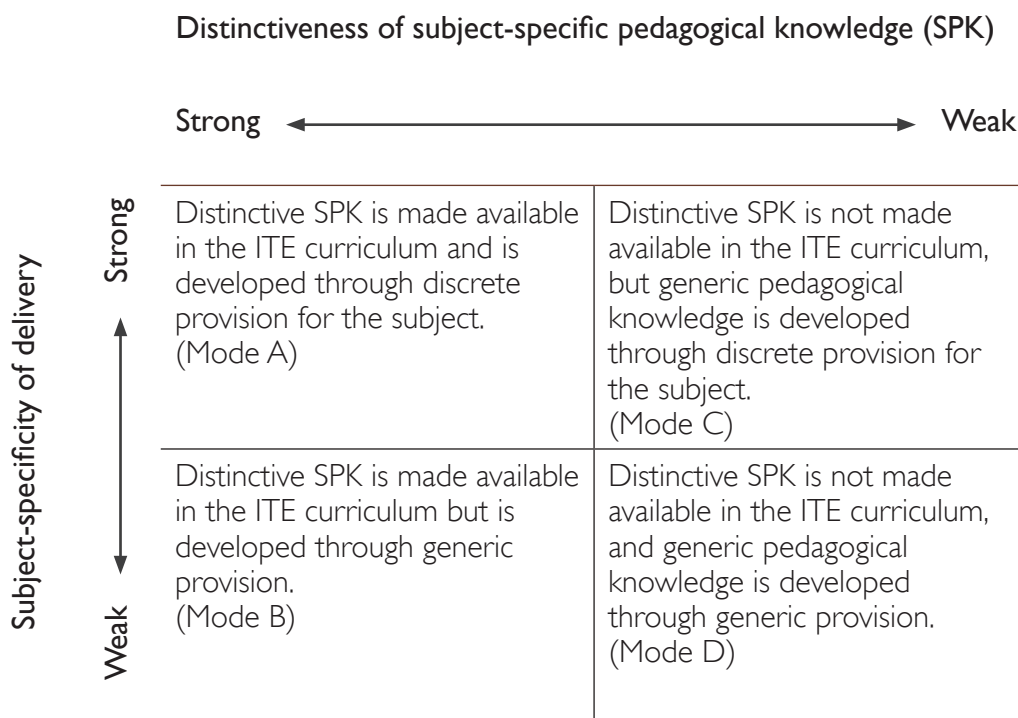 Distinctiveness of subject-specific pedagogical knowledge (SPK)
Strong
Weak
Subject-specificity of delivery
Strong
Weak
Distinctive SPK is made available
in the ITE curriculum and is
developed through discrete
provision for the subject.
(Mode A)
Distinctive SPK is not made
available in the ITE curriculum,
but generic pedagogical
knowledge is developed
through discrete provision for
the subject.
(Mode C)
Distinctive SPK is made available
in the ITE curriculum but is
developed through generic
provision.
(Mode B)
Distinctive SPK is not made
available in the ITE curriculum,
and generic pedagogical
knowledge is developed
through generic provision.
(Mode D)